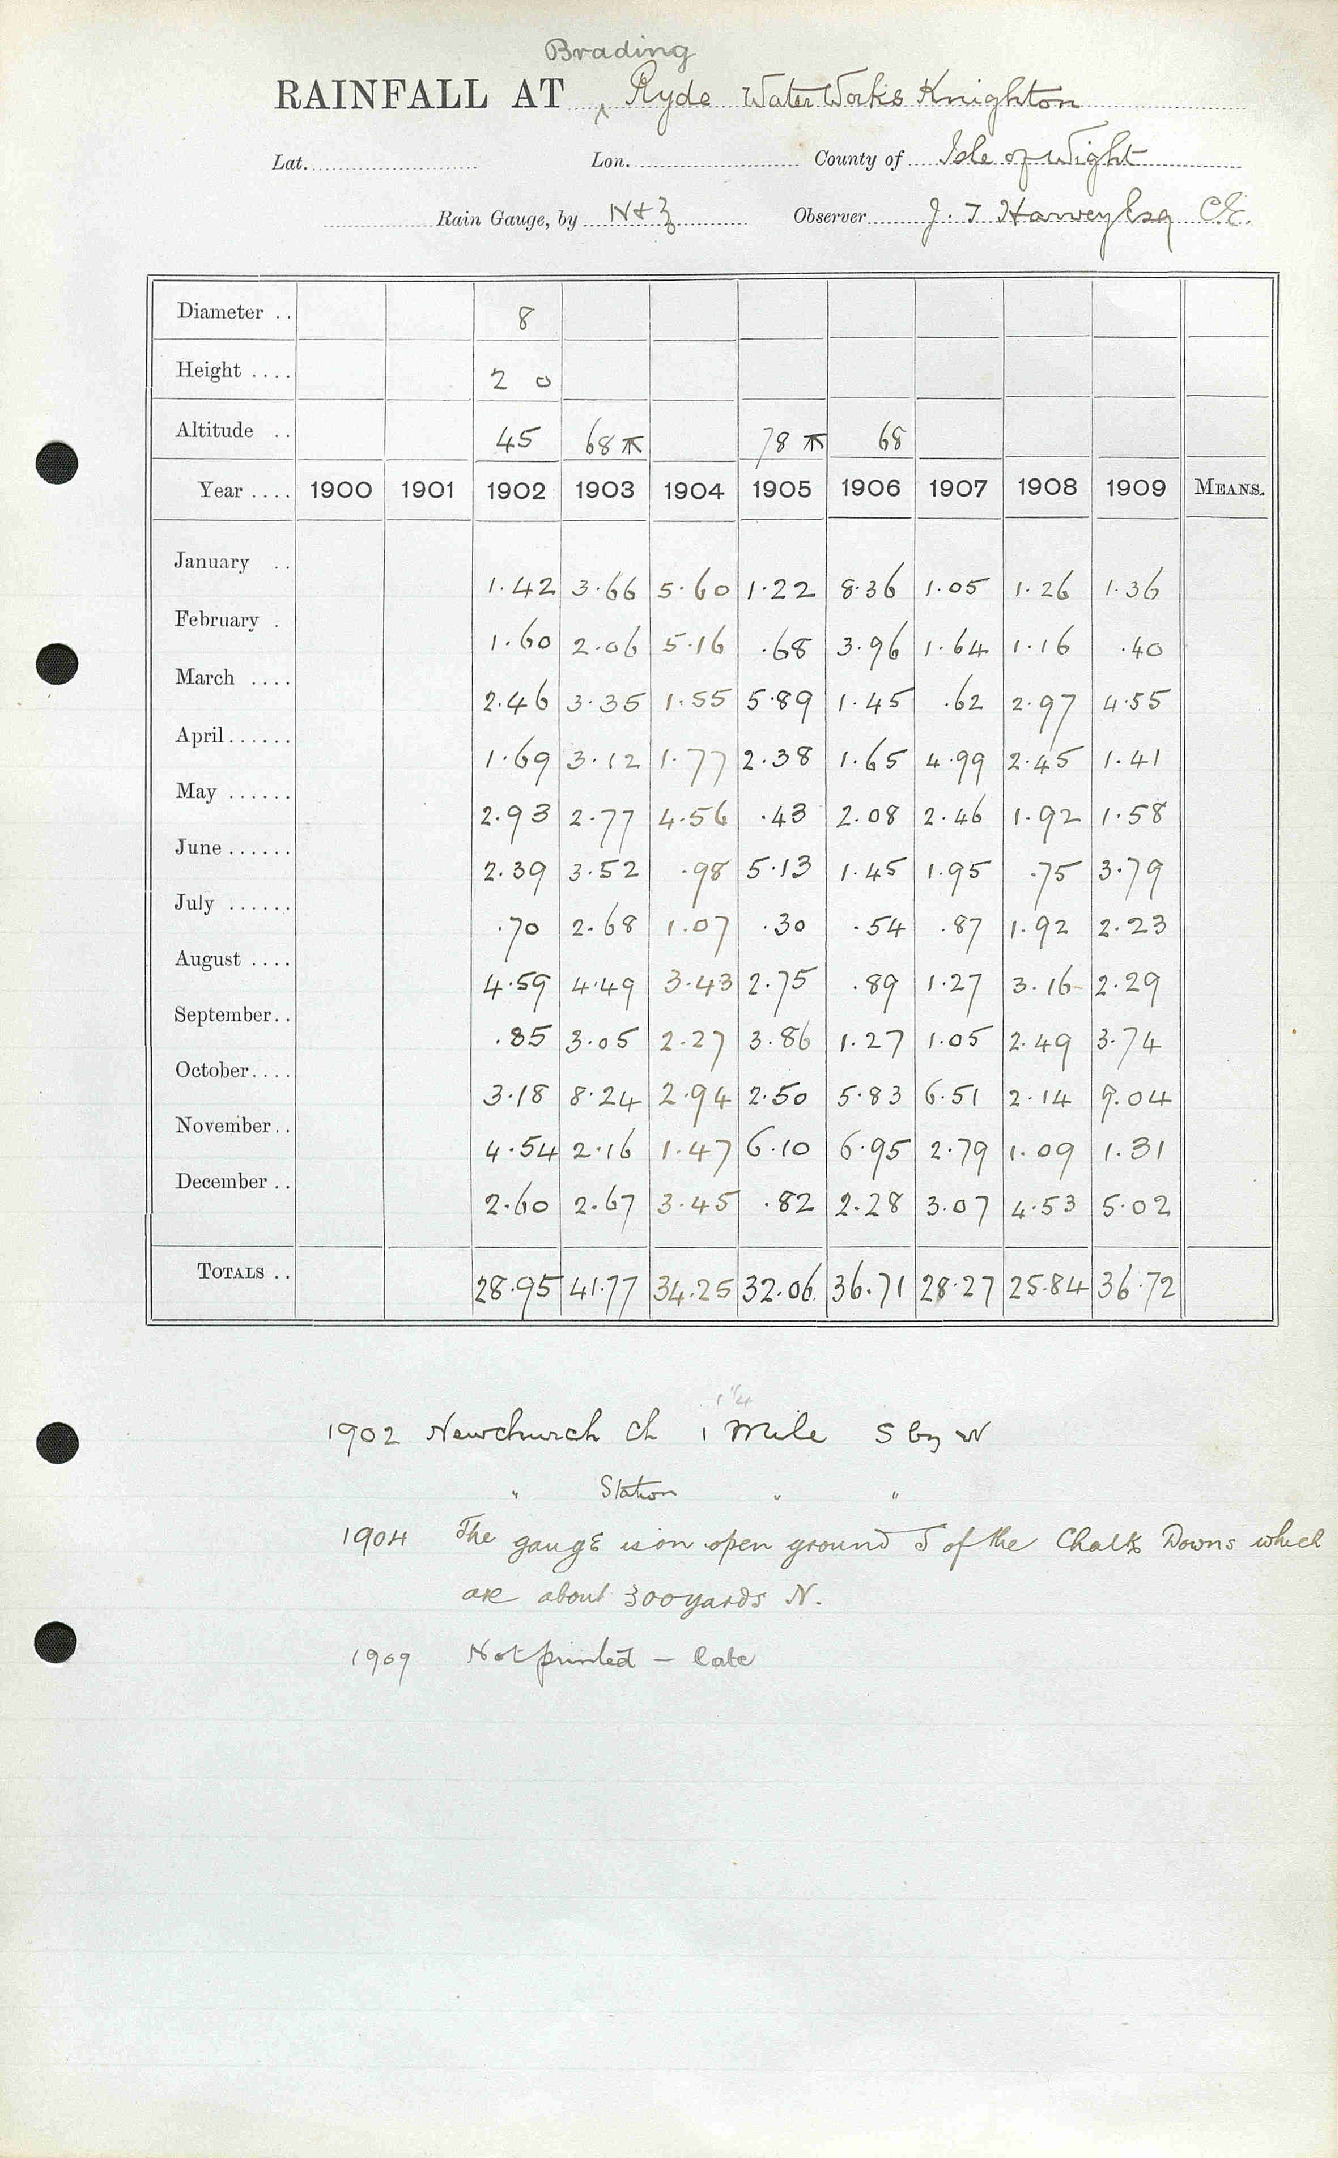 Brading
RAINFALL AT ‸ Ryde Water Works Knighton
Lat. Lon. County of Isle of Wight
Rain Gauge, by N+Z Observer J. T Harvey Esq CE.
Diameter .. 8
Height .... 2 0
Altitude .. 45 68 ⚻ 78 ⚻ 68
Year .... 1900 1901 1902 1903 1904 1905 1906 1907 1908 1909 MEANS.
January .. 1.42 3.66 5.60 1.22 8.36 1.05 1.26 1.36
February . 1.60 2.06 5.16 .68 3.96 1.64 1.16 .40
March .... 2.46 3.35 1.55 5.89 1.45 .62 2.97 4.55
April...... 1.69 3.12 1.77 2.38 1.65 4.99 2.45 1.41
May ...... 2.93 2.77 4.56 .43 2.08 2.46 1.92 1.58
June...... 2.39 3.52 .98 5.13 1.45 1.95 .75 3.79
July ...... .70 2.68 1.07 .30 .54 .87 1.92 2.23
August .... 4.59 4.49 3.43 2.75 .89 1.27 3.16 2.29
September.. .85 3.05 2.27 3.86 1.27 1.05 2.49 3.74
October.... 3.18 8.24 2.94 2.50 5.83 6.51 2.14 9.04
November.. 4.54 2.16 1.47 6.10 6.95 2.79 1.09 1.31
December .. 2.60 2.67 3.45 .82 2.28 3.07 4.53 5.02
TOTALS .. 28.95 41.77 34.25 32.06 36.71 28.27 25.84 36.72
1 1/4
1902 Newchurch Ch 1 Mile S by W
" Station " "
1904 The gauge is on open ground S of the Chalk Downs which
are about 300 yards N.
1909 Not printed – late